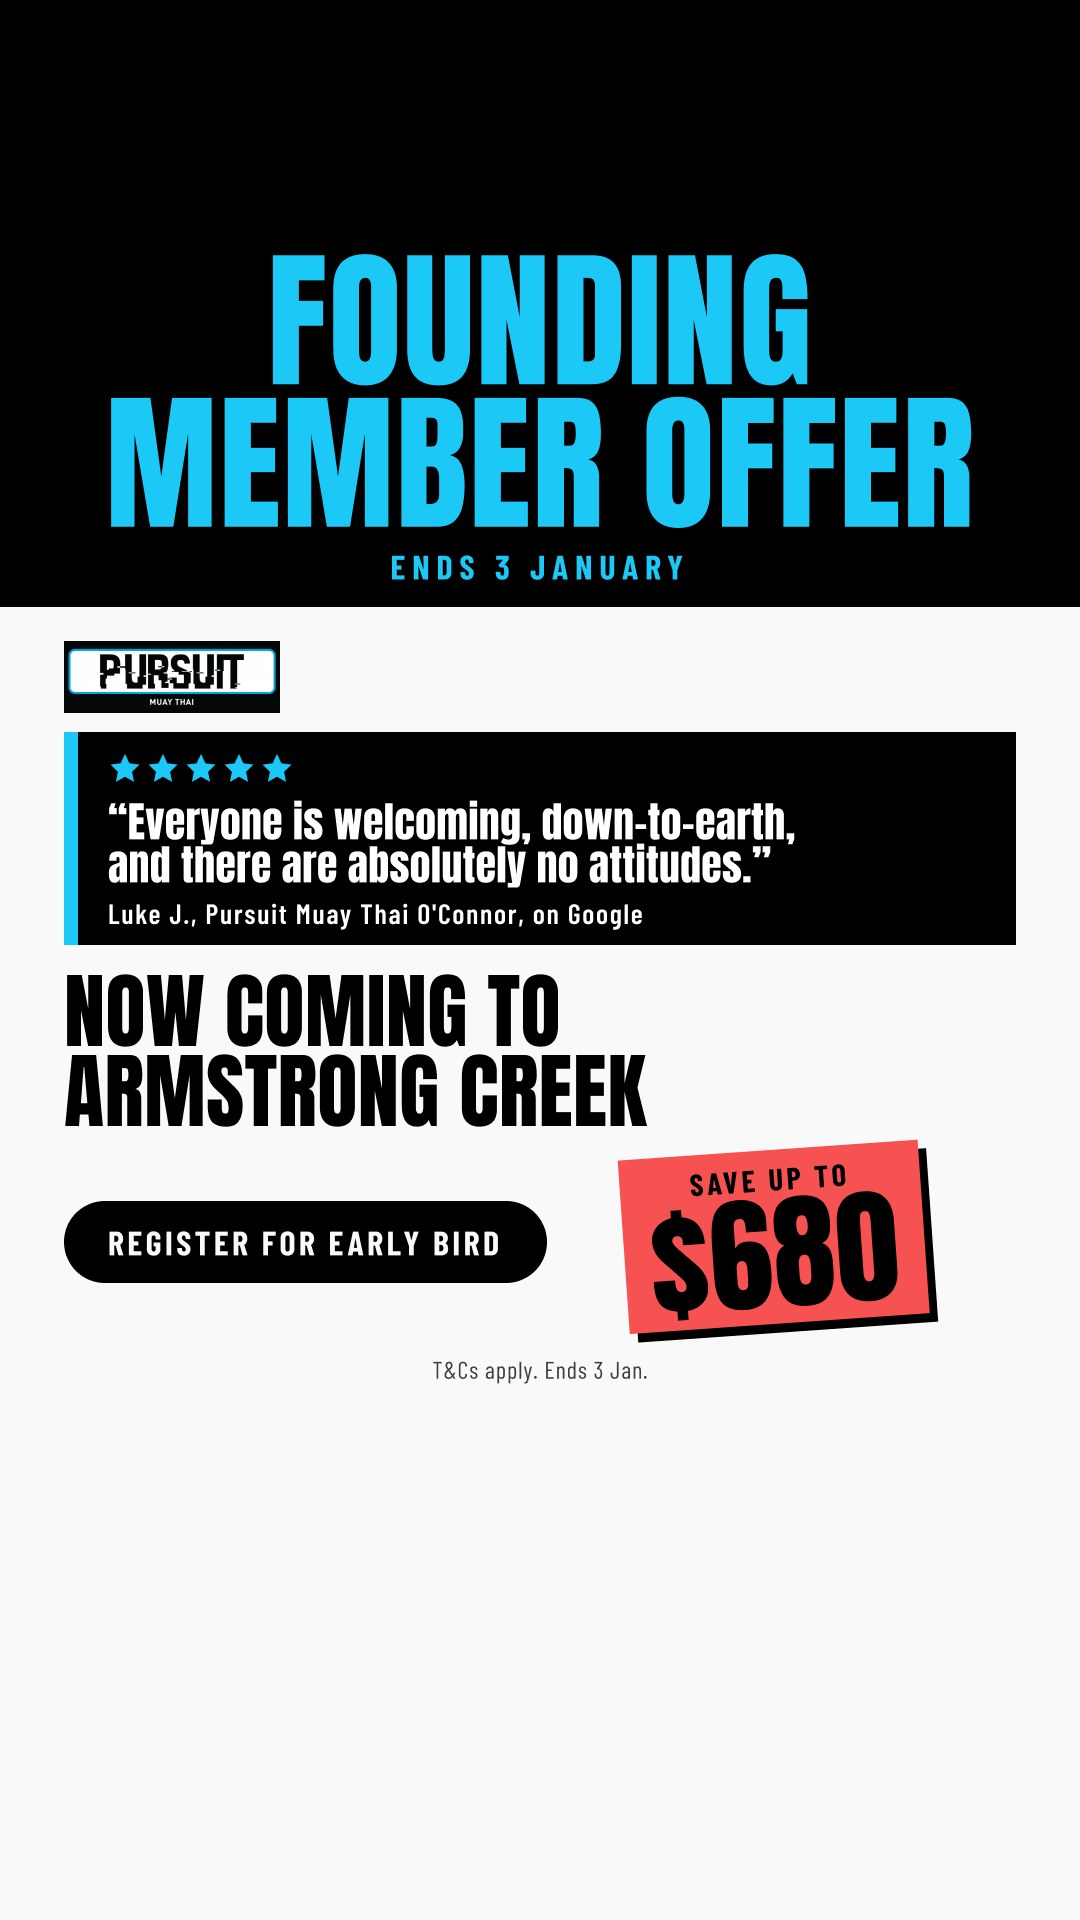 FOUNDING
MEMBER OFFER
ENDS 3 JANUARY
PURSUIT
MUAY THAI
“Everyone is welcoming, down-to-earth,
and there are absolutely no attitudes.”
Luke J., Pursuit Muay Thai O'Connor, on Google
NOW COMING TO
ARMSTRONG CREEK
REGISTER FOR EARLY BIRD
SAVE UP TO
$680
T&Cs apply. Ends 3 Jan.